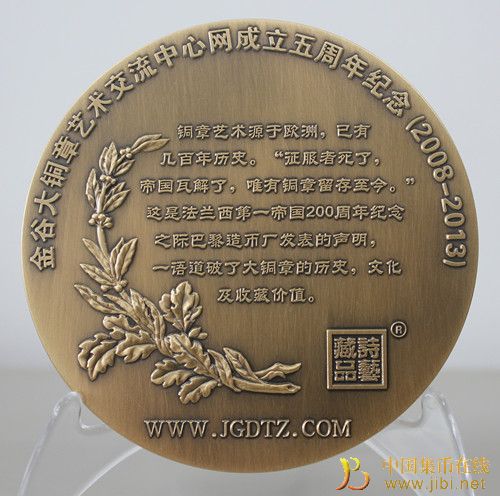 金谷大铜章艺术交流中心网成立五周年纪念 (2008-2013)
铜章艺术源于欧洲，已有
几百年历史。“征服者死了，
帝国瓦解了，唯有铜章留存至今。”
这是法兰西第一帝国200周年纪念
之际巴黎造币厂发表的声明，
一语道破了大铜章的历史，文化
及收藏价值。
詩藝
藏品
®
WWW.JGDTZ.COM
中国集币在线
www.jibi.net